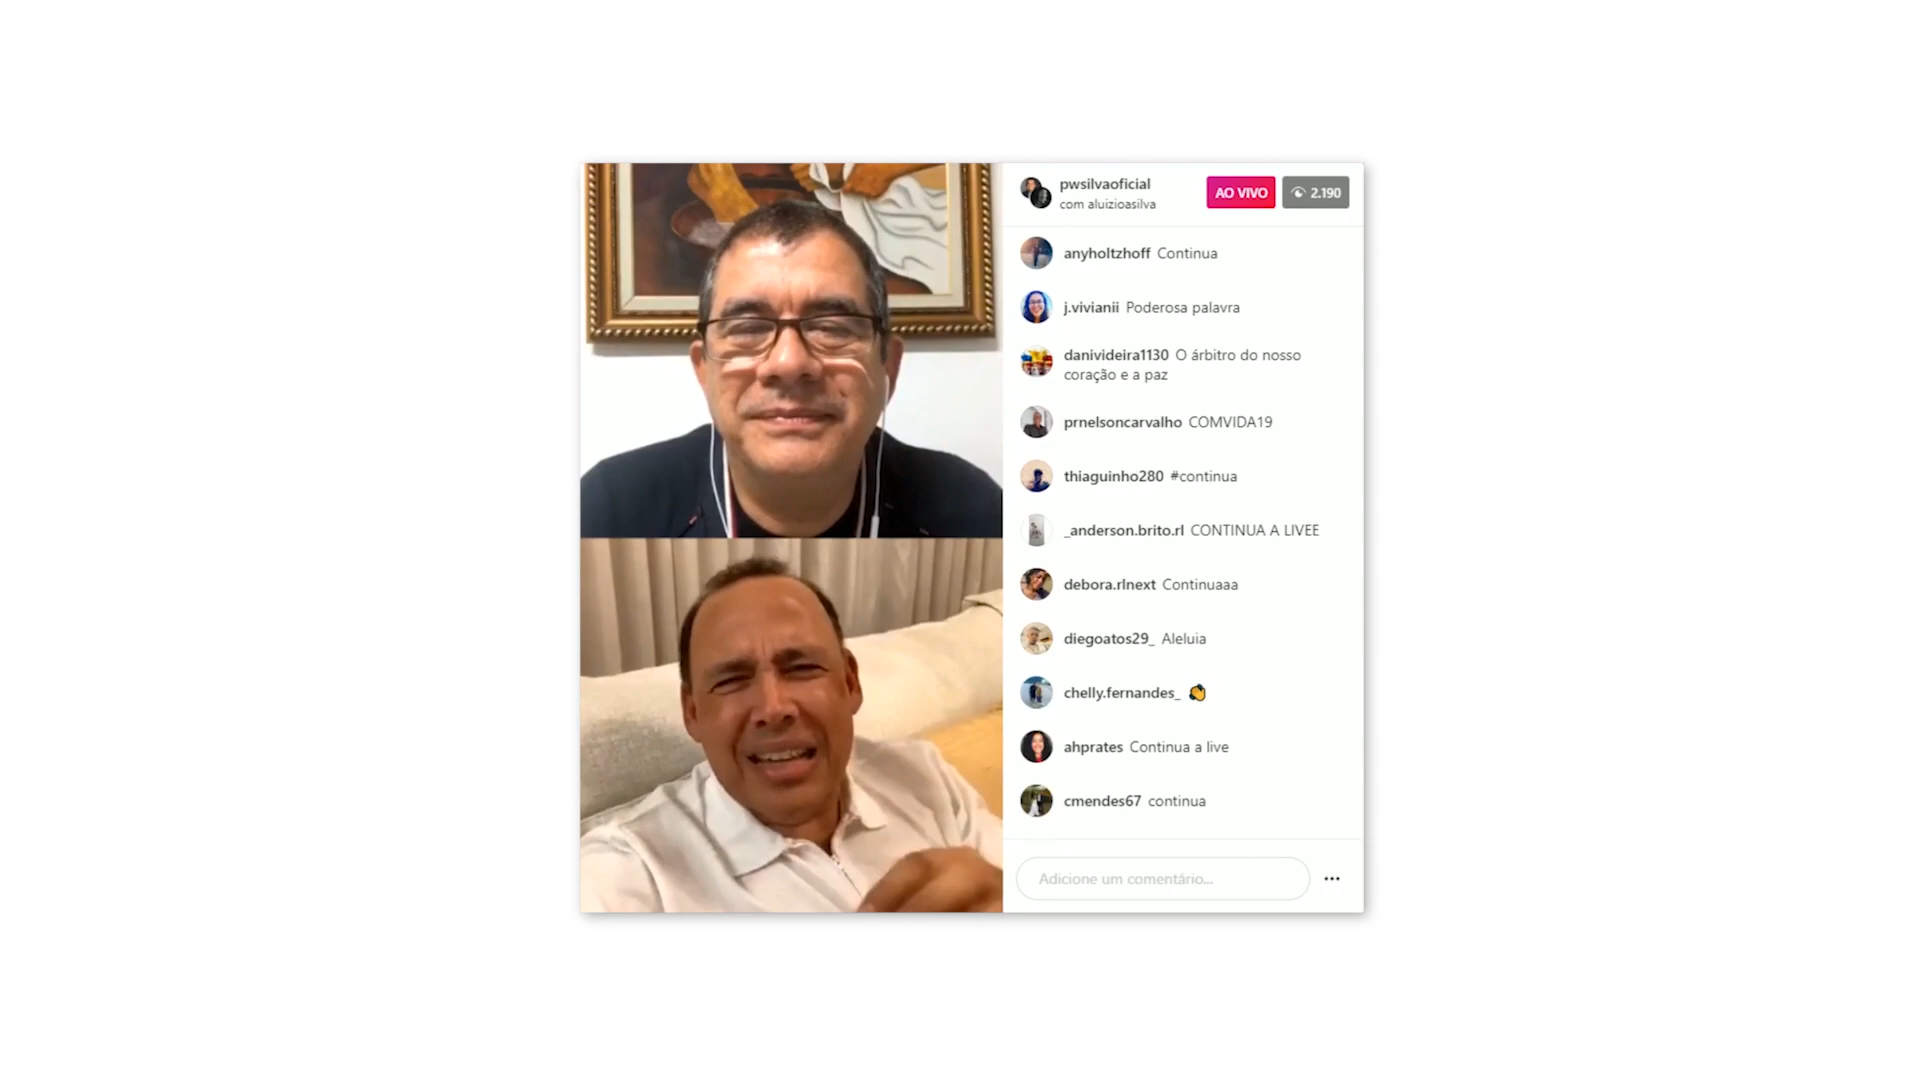 pwsilvaoficial
com aluizioasilva
AO VIVO
2.190
anyholtzhoff Continua
j.vivianii Poderosa palavra
danivideira1130 O árbitro do nosso
coração e a paz
prnelsoncarvalho COMVIDA19
thiaguinho280 #continua
_anderson.brito.rl CONTINUA A LIVEE
debora.rlnext Continuaaa
diegoatos29_ Aleluia
chelly.fernandes_ 👏
ahprates Continua a live
cmendes67 continua
Adicione um comentário...